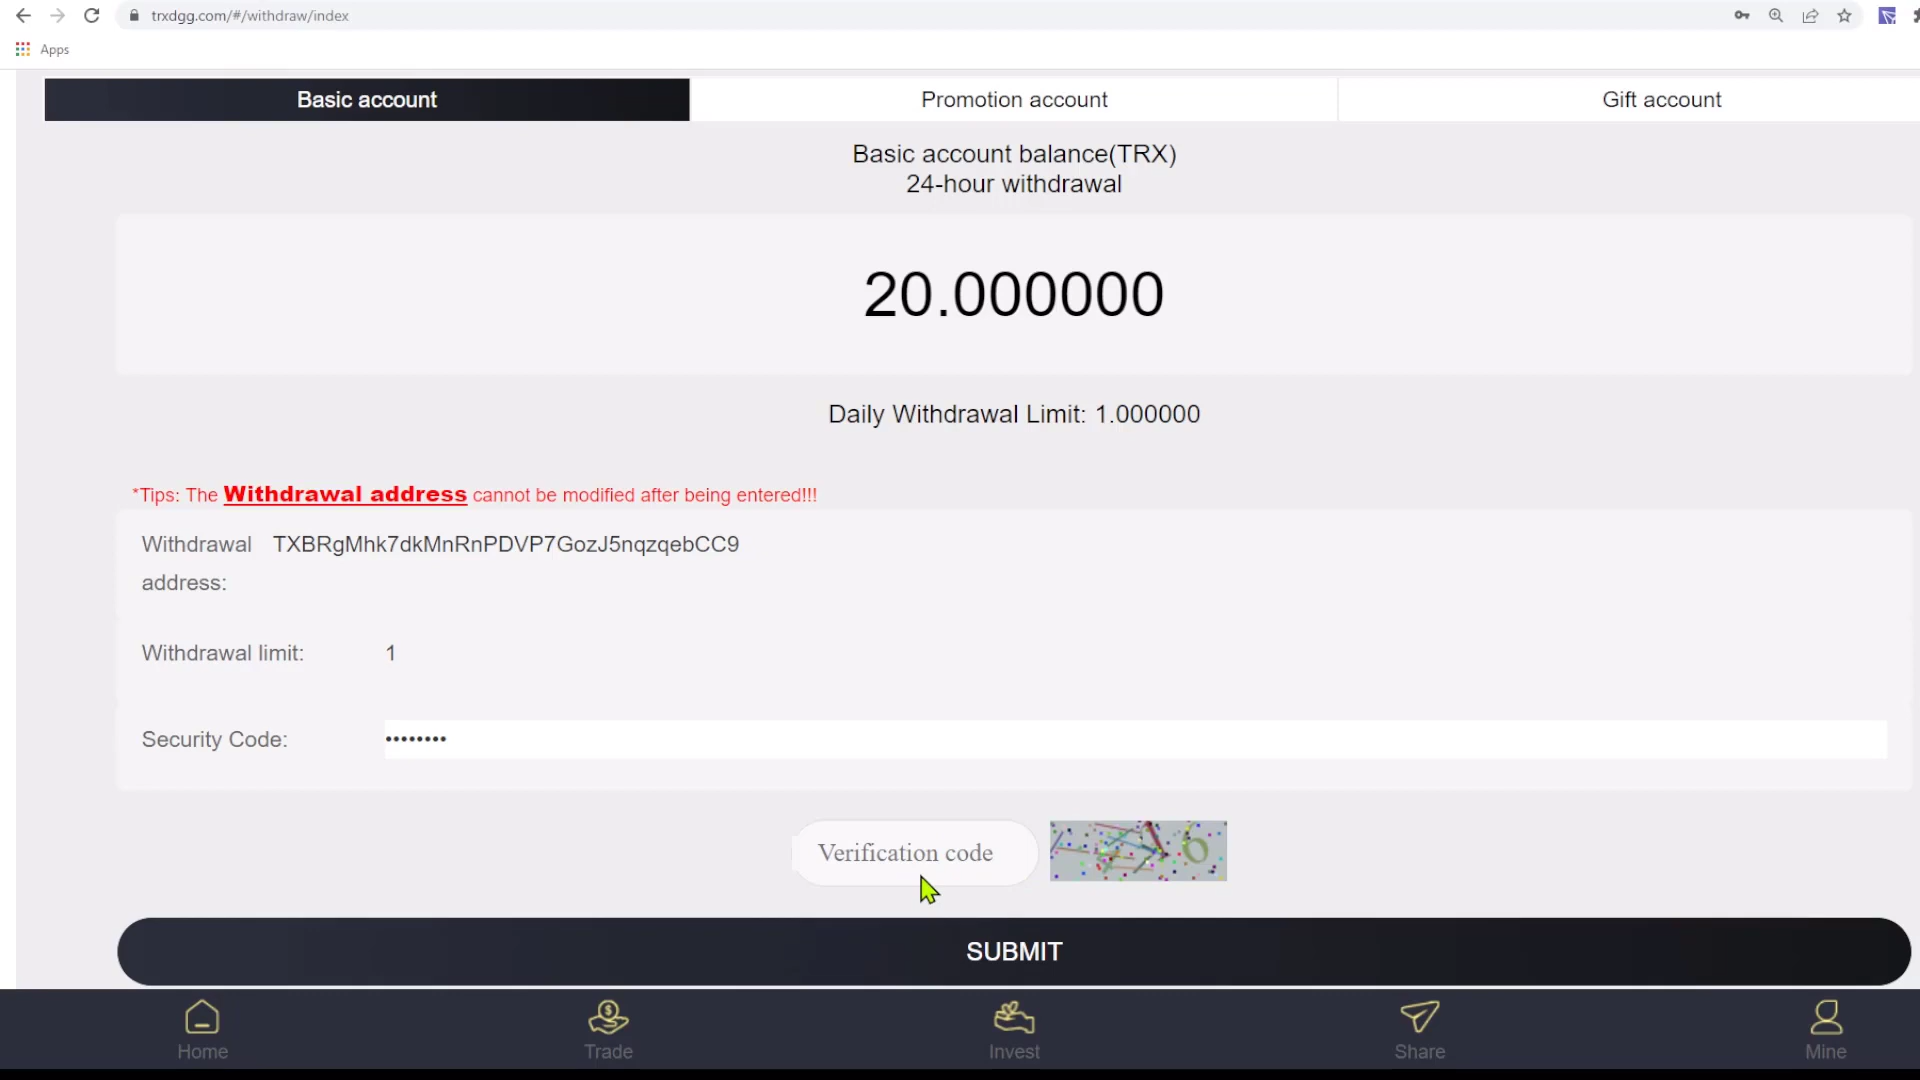 trxdgg.com/#/withdraw/index
Apps
Basic account
Promotion account
Gift account
Basic account balance(TRX)
24-hour withdrawal
20.000000
Daily Withdrawal Limit: 1.000000
*Tips: The Withdrawal address cannot be modified after being entered!!!
Withdrawal address:
TXBRgMhk7dkMnRnPDVP7GozJ5nqzqebCC9
Withdrawal limit: 1
Security Code: ••••••••
Verification code
SUBMIT
Home
Trade
Invest
Share
Mine